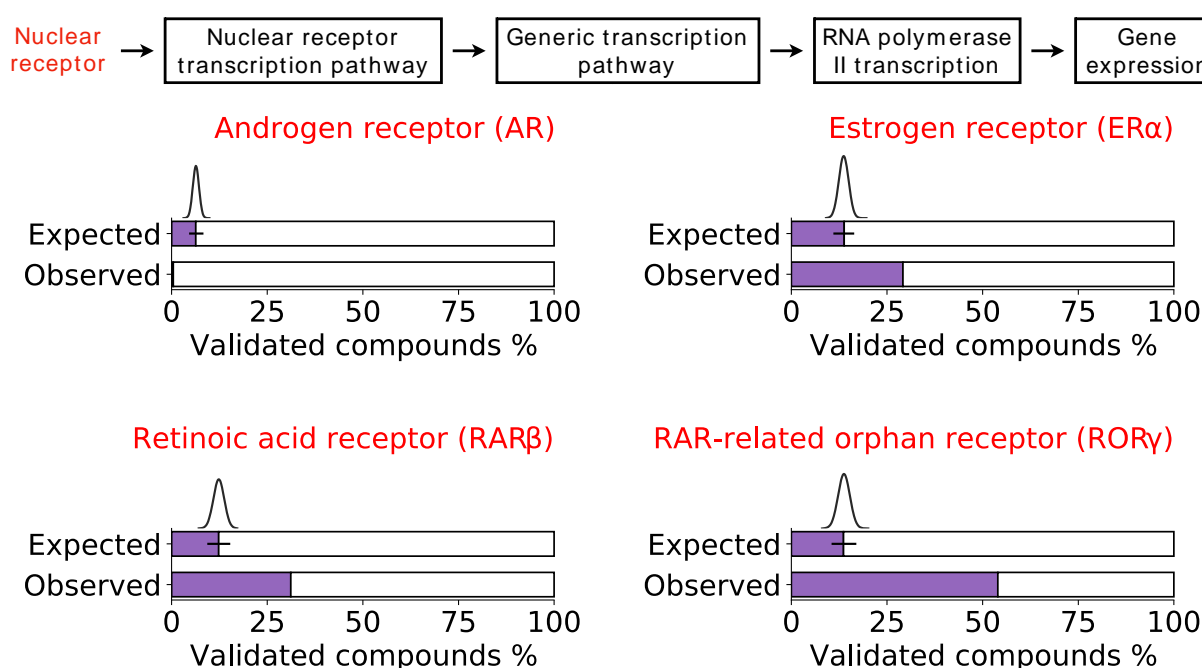 Nuclear
receptor
Nuclear receptor
transcription pathway
Generic transcription
pathway
RNA polymerase
II transcription
Gene
expression
Androgen receptor (AR)
Expected
Observed
0 25 50 75 100
Validated compounds %
Estrogen receptor (ERα)
Expected
Observed
0 25 50 75 100
Validated compounds %
Retinoic acid receptor (RARβ)
Expected
Observed
0 25 50 75 100
Validated compounds %
RAR-related orphan receptor (RORγ)
Expected
Observed
0 25 50 75 100
Validated compounds %